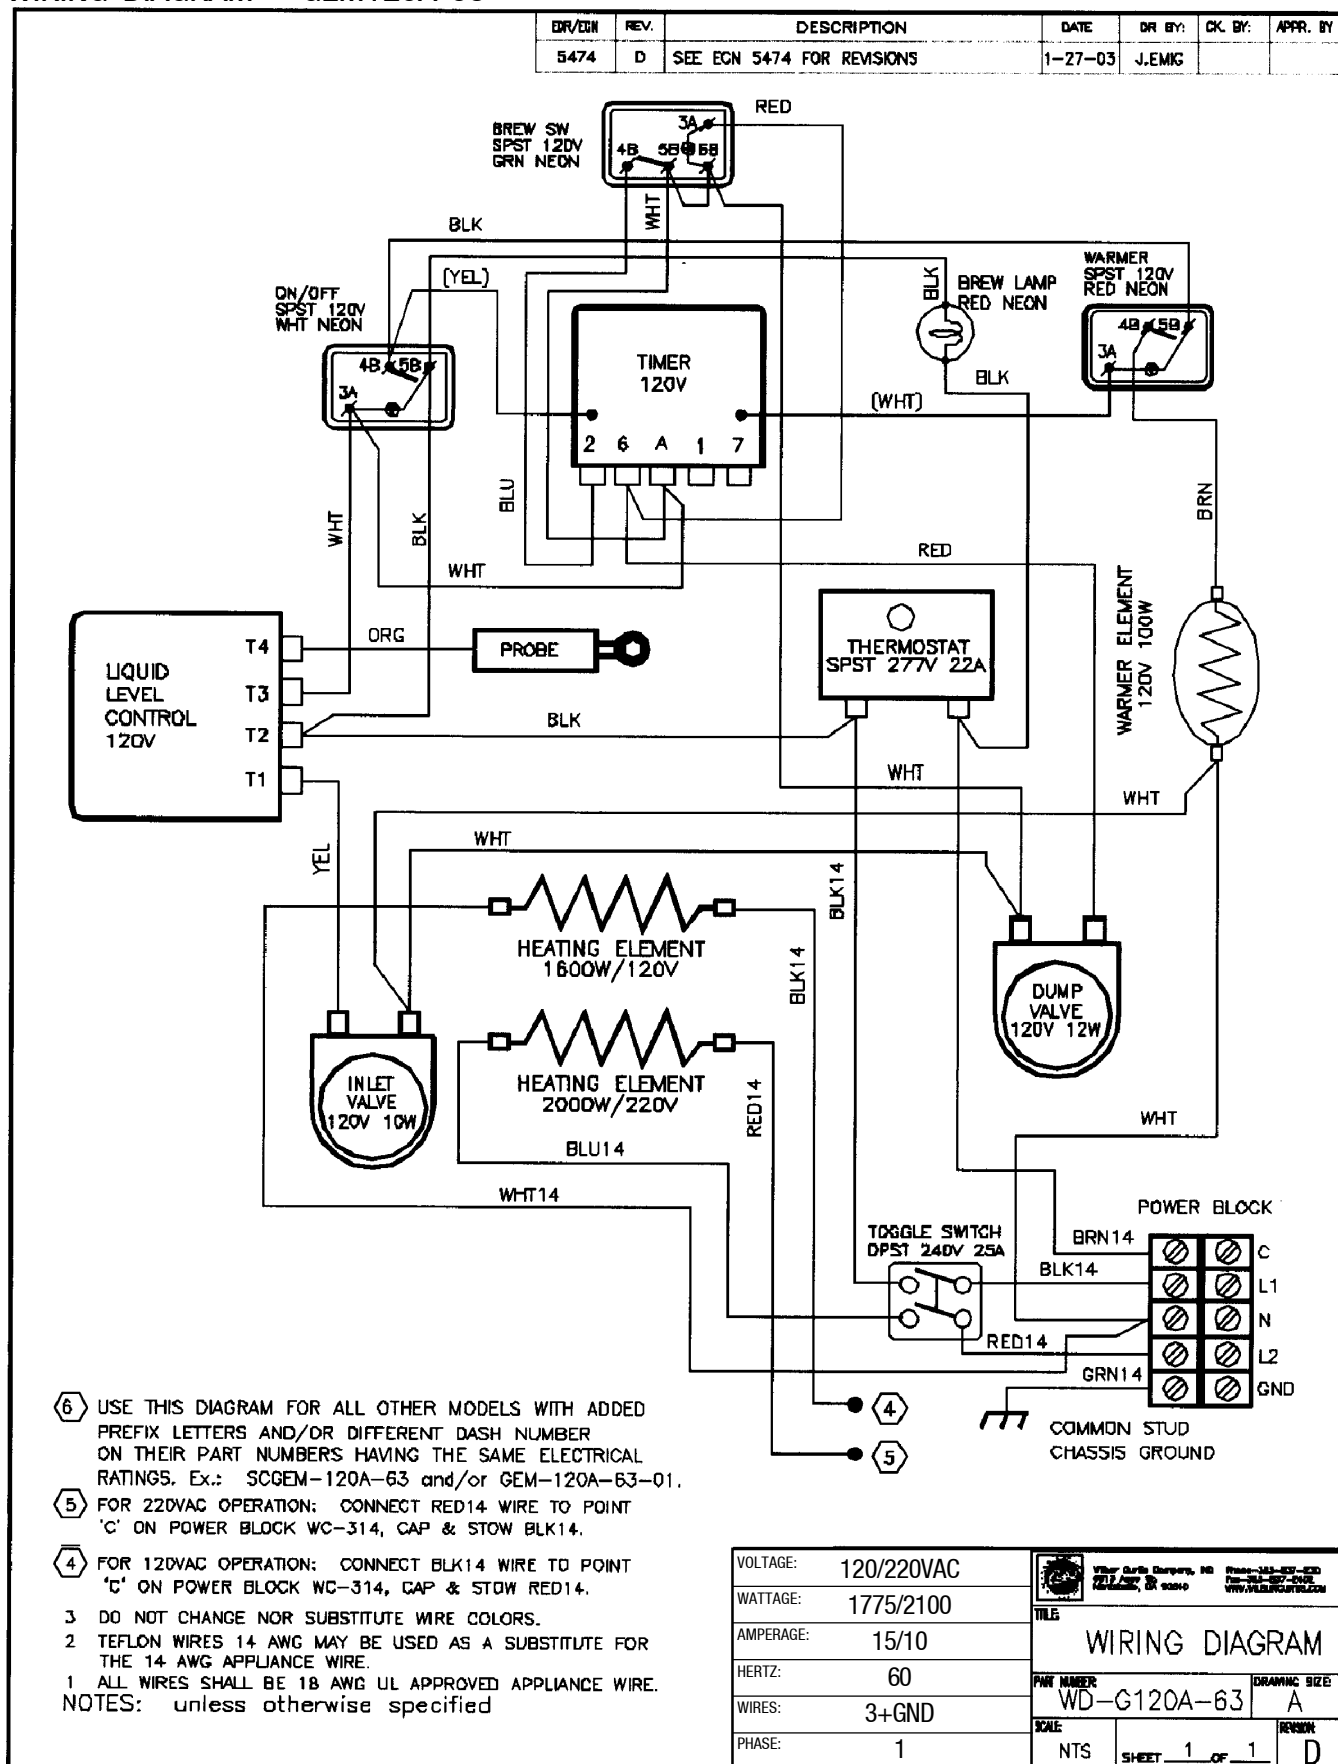 EDR/ECN REV. DESCRIPTION DATE DR BY: CK. BY: APPR. BY
5474 D SEE ECN 5474 FOR REVISIONS 1-27-03 J.EMIG
RED
BREW SW
SPST 120V
GRN NEON
3A
4B 5B 6B
WHT
BLK
(YEL)
ON/OFF
SPST 120V
WHT NEON
4B 5B
3A
TIMER
120V
2 6 A 1 7
BLK
BREW LAMP
RED NEON
BLK
WARMER
SPST 120V
RED NEON
4B 5B
3A
(WHT)
WHT
BLK
BLU
WHT
RED
BRN
LIQUID
LEVEL
CONTROL
120V
T4
T3
T2
T1
ORG
PROBE
THERMOSTAT
SPST 277V 22A
WARMER ELEMENT
120V 100W
BLK
WHT
WHT
YEL
WHT
BLK14
HEATING ELEMENT
1600W/120V
BLK14
DUMP
VALVE
120V 12W
INLET
VALVE
120V 10W
HEATING ELEMENT
2000W/220V
RED14
BLU14
WHT14
WHT
POWER BLOCK
TOGGLE SWITCH
DPST 240V 25A
BRN14
BLK14
RED14
GRN14
C
L1
N
L2
GND
COMMON STUD
CHASSIS GROUND
4
5
6 USE THIS DIAGRAM FOR ALL OTHER MODELS WITH ADDED
PREFIX LETTERS AND/OR DIFFERENT DASH NUMBER
ON THEIR PART NUMBERS HAVING THE SAME ELECTRICAL
RATINGS. Ex.: SCGEM-120A-63 and/or GEM-120A-63-01.
5 FOR 220VAC OPERATION: CONNECT RED14 WIRE TO POINT
'C' ON POWER BLOCK WC-314, CAP & STOW BLK14.
4 FOR 120VAC OPERATION: CONNECT BLK14 WIRE TO POINT
'C' ON POWER BLOCK WC-314, CAP & STOW RED14.
3 DO NOT CHANGE NOR SUBSTITUTE WIRE COLORS.
2 TEFLON WIRES 14 AWG MAY BE USED AS A SUBSTITUTE FOR
THE 14 AWG APPLIANCE WIRE.
1 ALL WIRES SHALL BE 18 AWG UL APPROVED APPLIANCE WIRE.
NOTES: unless otherwise specified
VOLTAGE: 120/220VAC
WATTAGE: 1775/2100
AMPERAGE: 15/10
HERTZ: 60
WIRES: 3+GND
PHASE: 1
TITLE:
WIRING DIAGRAM
PART NUMBER DRAWING SIZE:
WD-G120A-63 A
SCALE: REVISION
NTS SHEET 1 OF 1 D